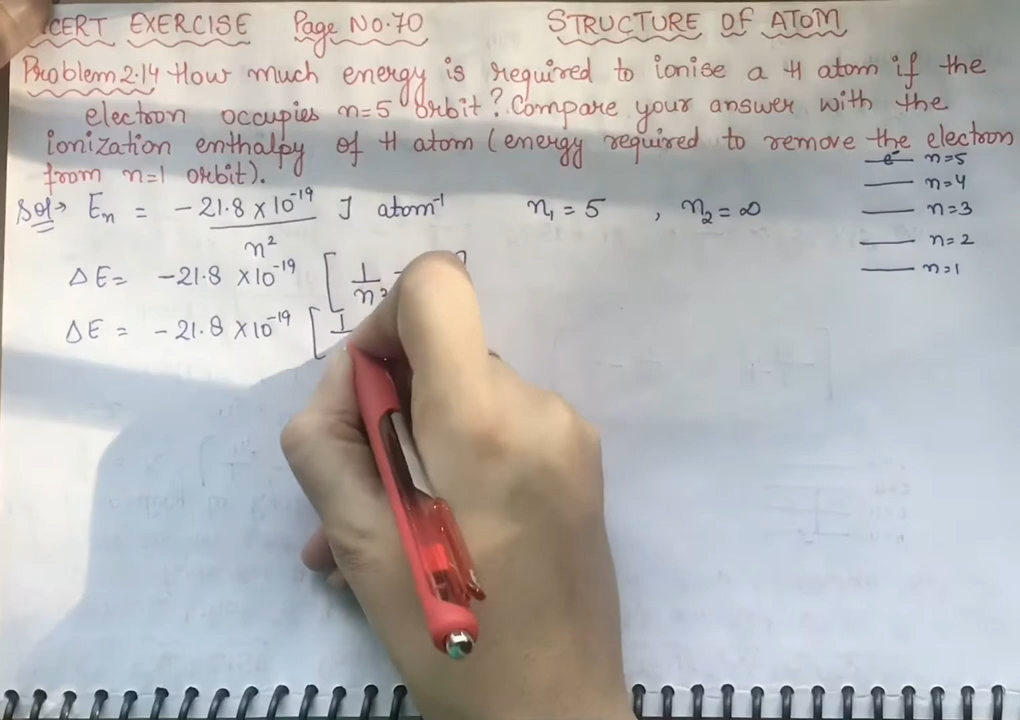 CERT EXERCISE Page No.70 STRUCTURE OF ATOM
Problem 2.14 How much energy is required to ionise a H atom if the
electron occupies n=5 orbit? Compare your answer with the
ionization enthalpy of H atom (energy required to remove the electron
from n=1 orbit).
e⁻ n=5
n=4
n=3
n=2
n=1
Sol→ En = -21.8 × 10⁻¹⁹ / n² J atom⁻¹ n₁ = 5 , n₂ = ∞
ΔE = -21.8 × 10⁻¹⁹ [ 1/n²
ΔE = -21.8 × 10⁻¹⁹ [ 1